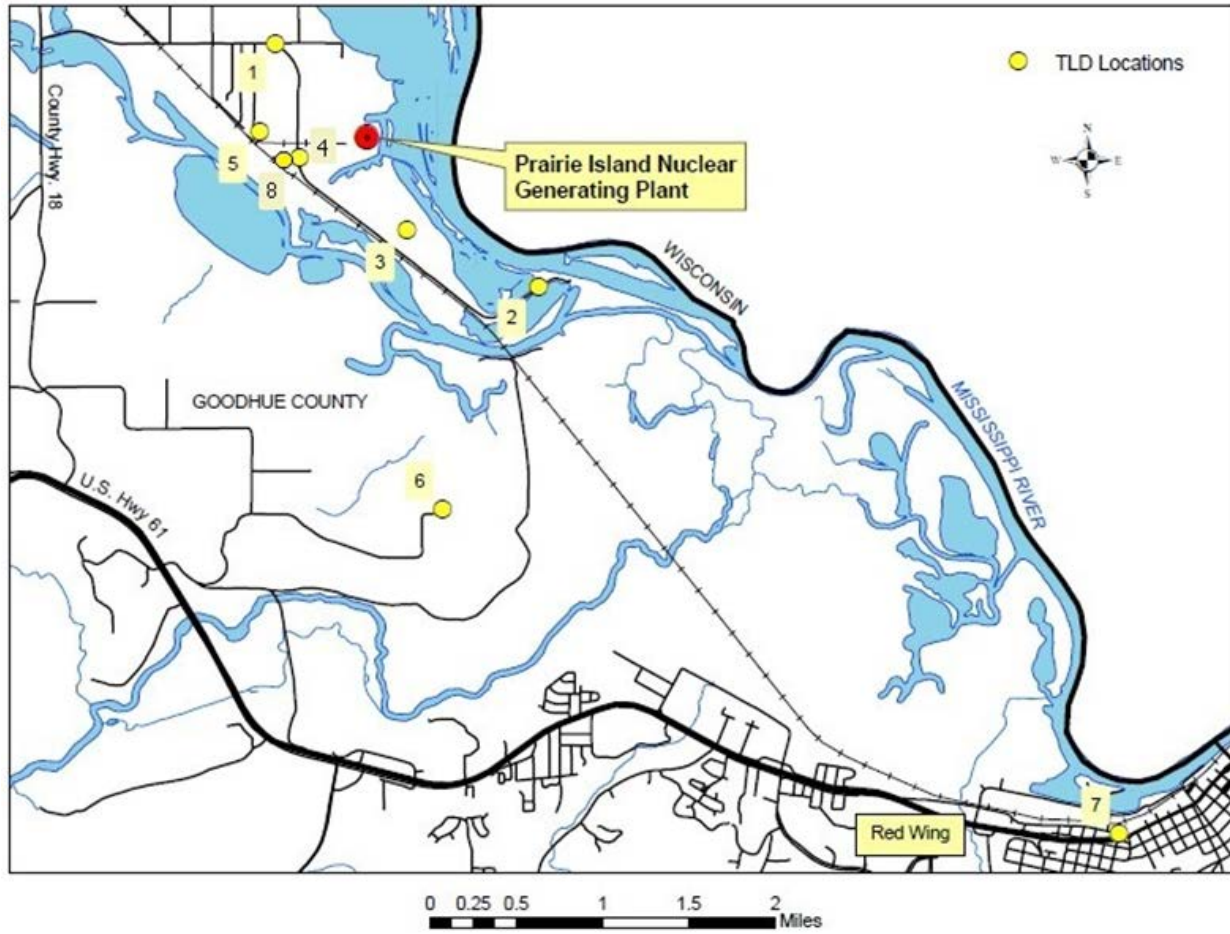 TLD Locations
1
N
County Hwy. 18
4
W E
5
Prairie Island Nuclear
Generating Plant
8
S
WISCONSIN
3
2
MISSISSIPPI RIVER
GOODHUE COUNTY
6
U.S. Hwy 61
7
Red Wing
0 0.25 0.5 1 1.5 2
Miles